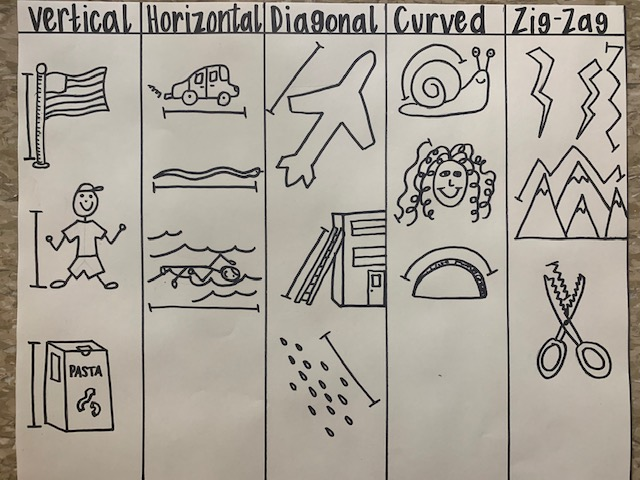 Vertical
Horizontal
Diagonal
Curved
Zig-Zag
PASTA